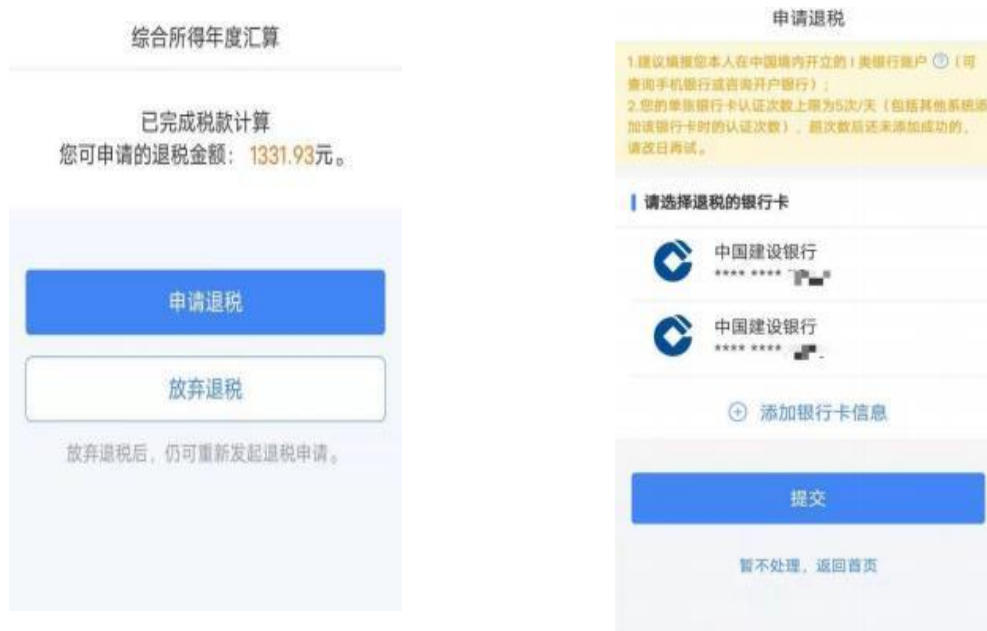 综合所得年度汇算
已完成税款计算
您可申请的退税金额： 1331.93元。
申请退税
放弃退税
放弃退税后，仍可重新发起退税申请。
申请退税
1.建议填报您本人在中国境内开立的 I 类银行账户 ?（可
查询手机银行或咨询开户银行）；
2.您的单张银行卡认证次数上限为5次/天（包括其他系统添
加该银行卡时的认证次数），超次数后还未添加成功的，
请改日再试。
请选择退税的银行卡
中国建设银行
**** ****
中国建设银行
**** ****
添加银行卡信息
提交
暂不处理，返回首页